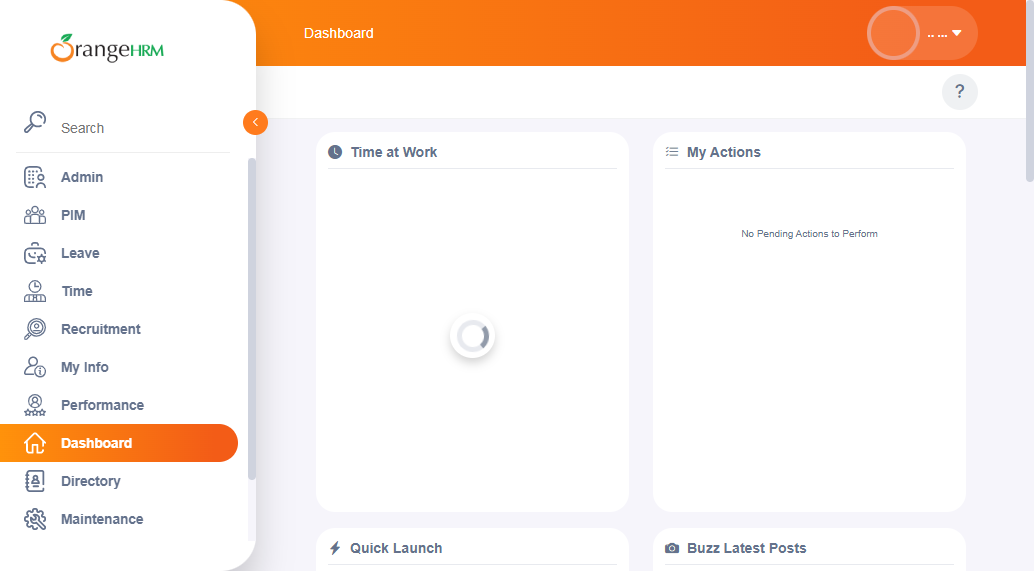 OrangeHRM
Dashboard
.. ...
?
Search
Admin
PIM
Leave
Time
Recruitment
My Info
Performance
Dashboard
Directory
Maintenance
Time at Work
My Actions
No Pending Actions to Perform
Quick Launch
Buzz Latest Posts